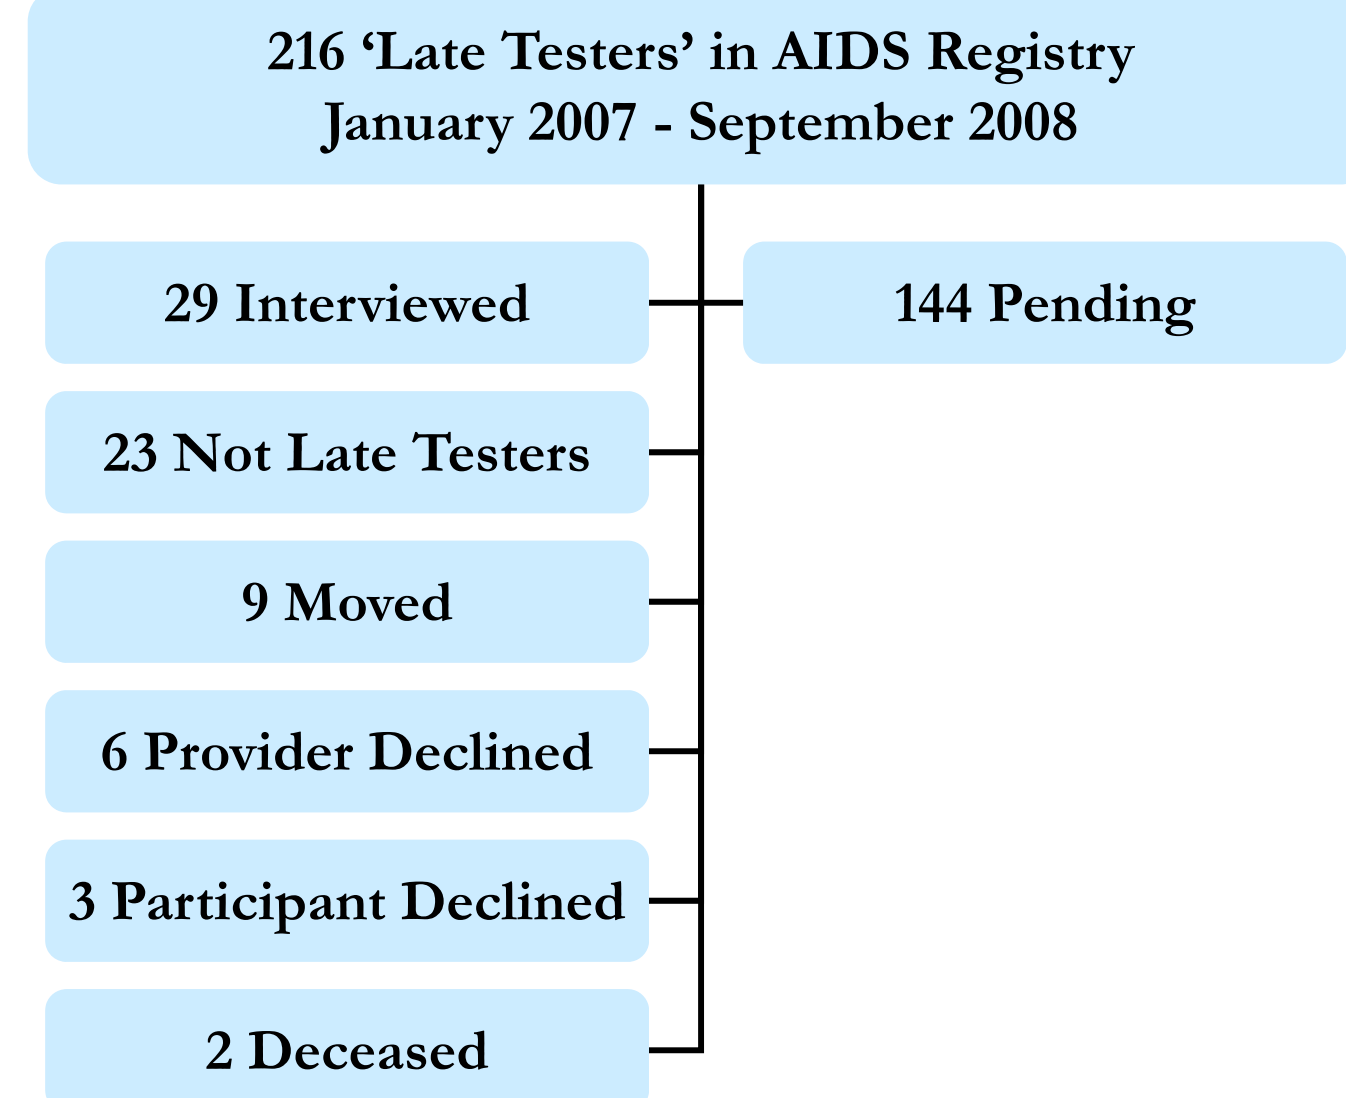 216 ‘Late Testers’ in AIDS Registry
January 2007 - September 2008
29 Interviewed
144 Pending
23 Not Late Testers
9 Moved
6 Provider Declined
3 Participant Declined
2 Deceased